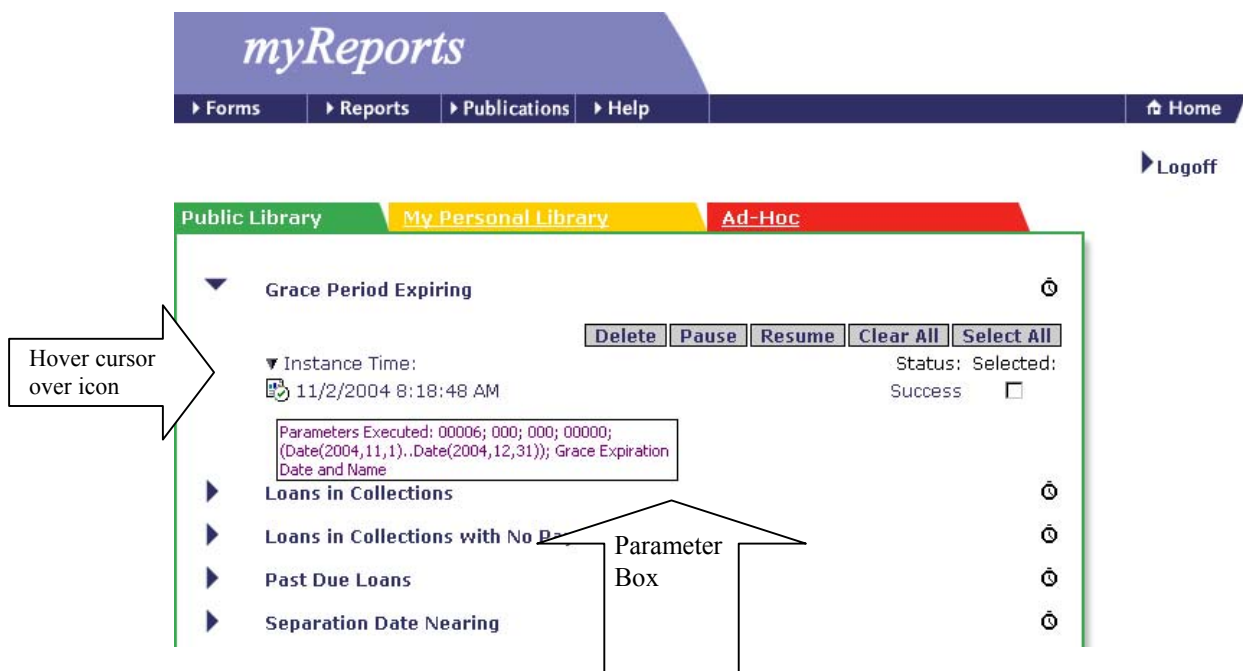 myReports
Forms Reports Publications Help Home
Logoff
Public Library My Personal Library Ad-Hoc
Grace Period Expiring
Delete Pause Resume Clear All Select All
Hover cursor
over icon
Instance Time: Status: Selected:
11/2/2004 8:18:48 AM Success
Parameters Executed: 00006; 000; 000; 00000;
(Date(2004,11,1)..Date(2004,12,31)); Grace Expiration
Date and Name
Loans in Collections
Loans in Collections with No
Parameter
Box
Past Due Loans
Separation Date Nearing